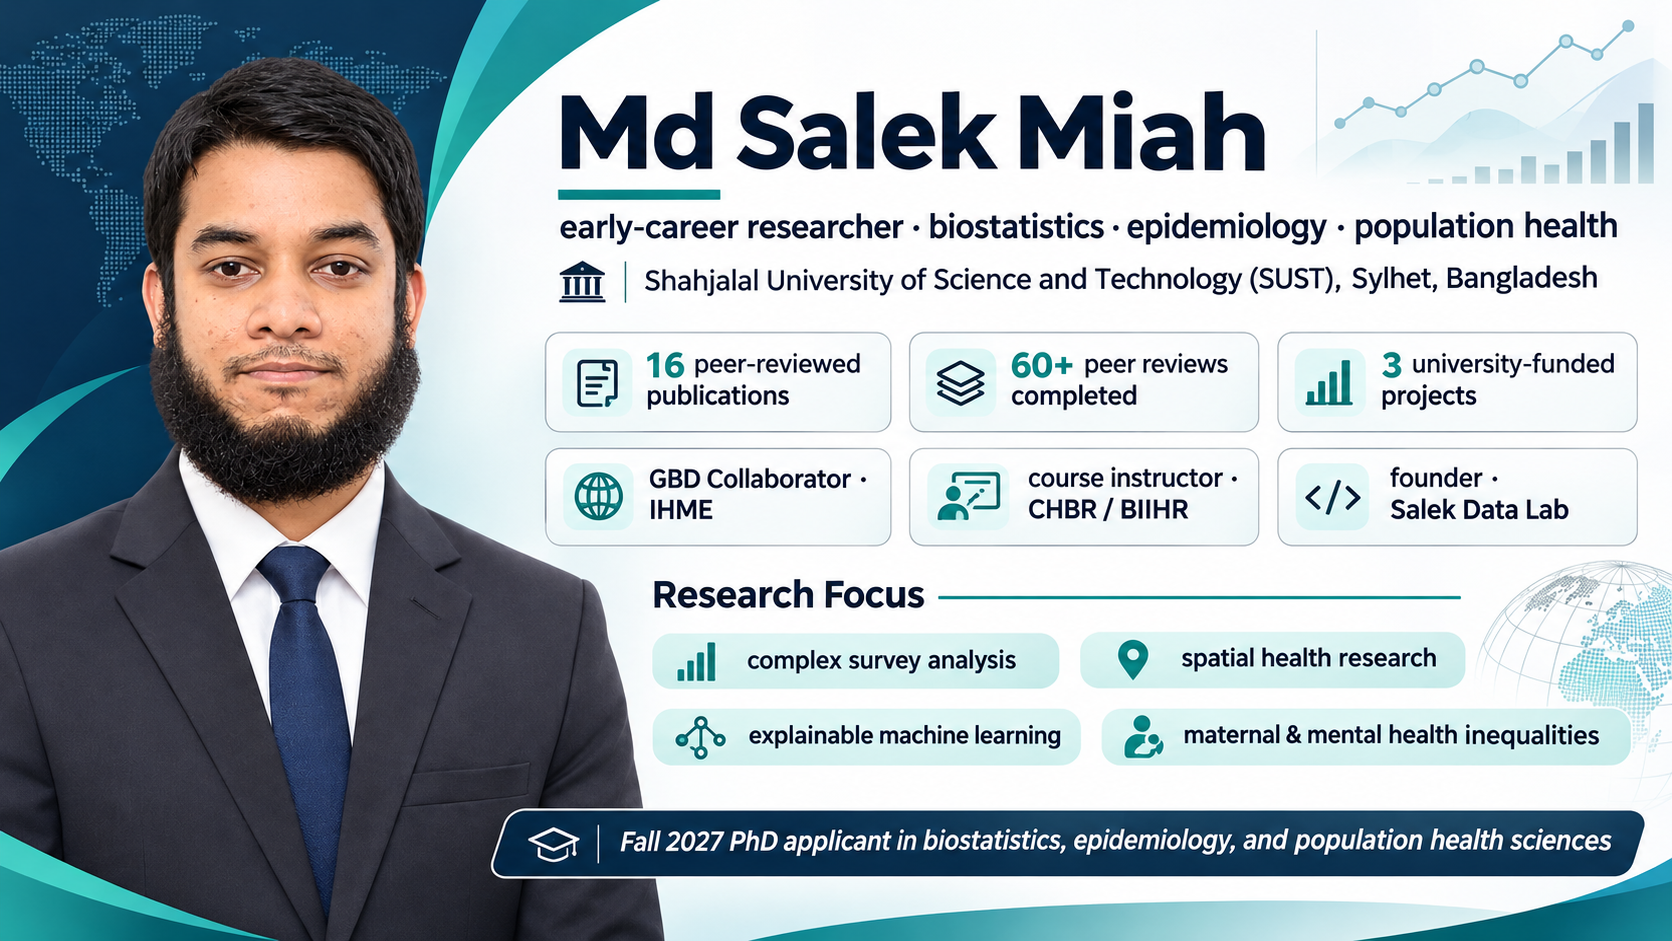 Md Salek Miah
early-career researcher · biostatistics · epidemiology · population health
Shahjalal University of Science and Technology (SUST), Sylhet, Bangladesh
16 peer-reviewed
publications
60+ peer reviews
completed
3 university-funded
projects
GBD Collaborator ·
IHME
course instructor ·
CHBR / BIIHR
founder ·
Salek Data Lab
Research Focus
complex survey analysis
spatial health research
explainable machine learning
maternal & mental health inequalities
Fall 2027 PhD applicant in biostatistics, epidemiology, and population health sciences